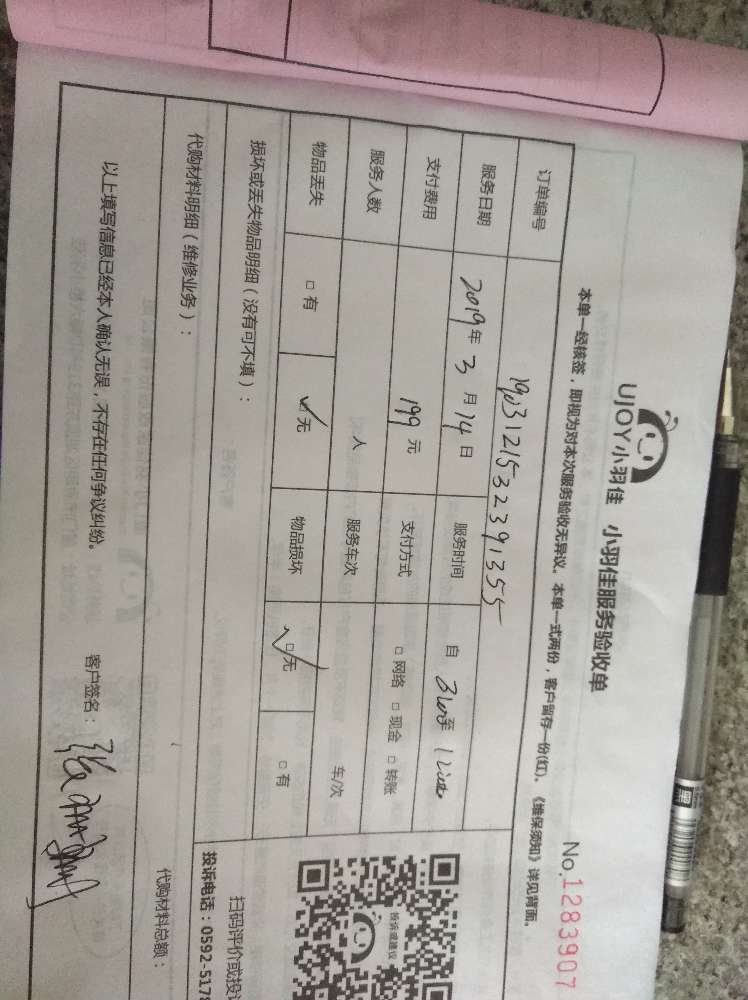 UJOY小羽佳 小羽佳服务验收单
No.1283907
本单一经核签，即视为对本次服务验收无异议。本单一式两份，客户留存一份(红)。《维保须知》详见背面。
订单编号 1903121532391355
服务日期 2019年3月14日 服务时间 自 至
支付费用 199元 支付方式 □网络 □现金 □转账
服务人数 人 服务车次 车/次
物品丢失 □有 ☑无 物品损坏 ☑无 □有
损坏或丢失物品明细（没有可不填）：
代购材料明细（维修业务）：
代购材料总额：
以上填写信息已经本人确认无误，不存在任何争议纠纷。 客户签名：
投诉或建议
扫码评价或投
投诉电话：0592-517